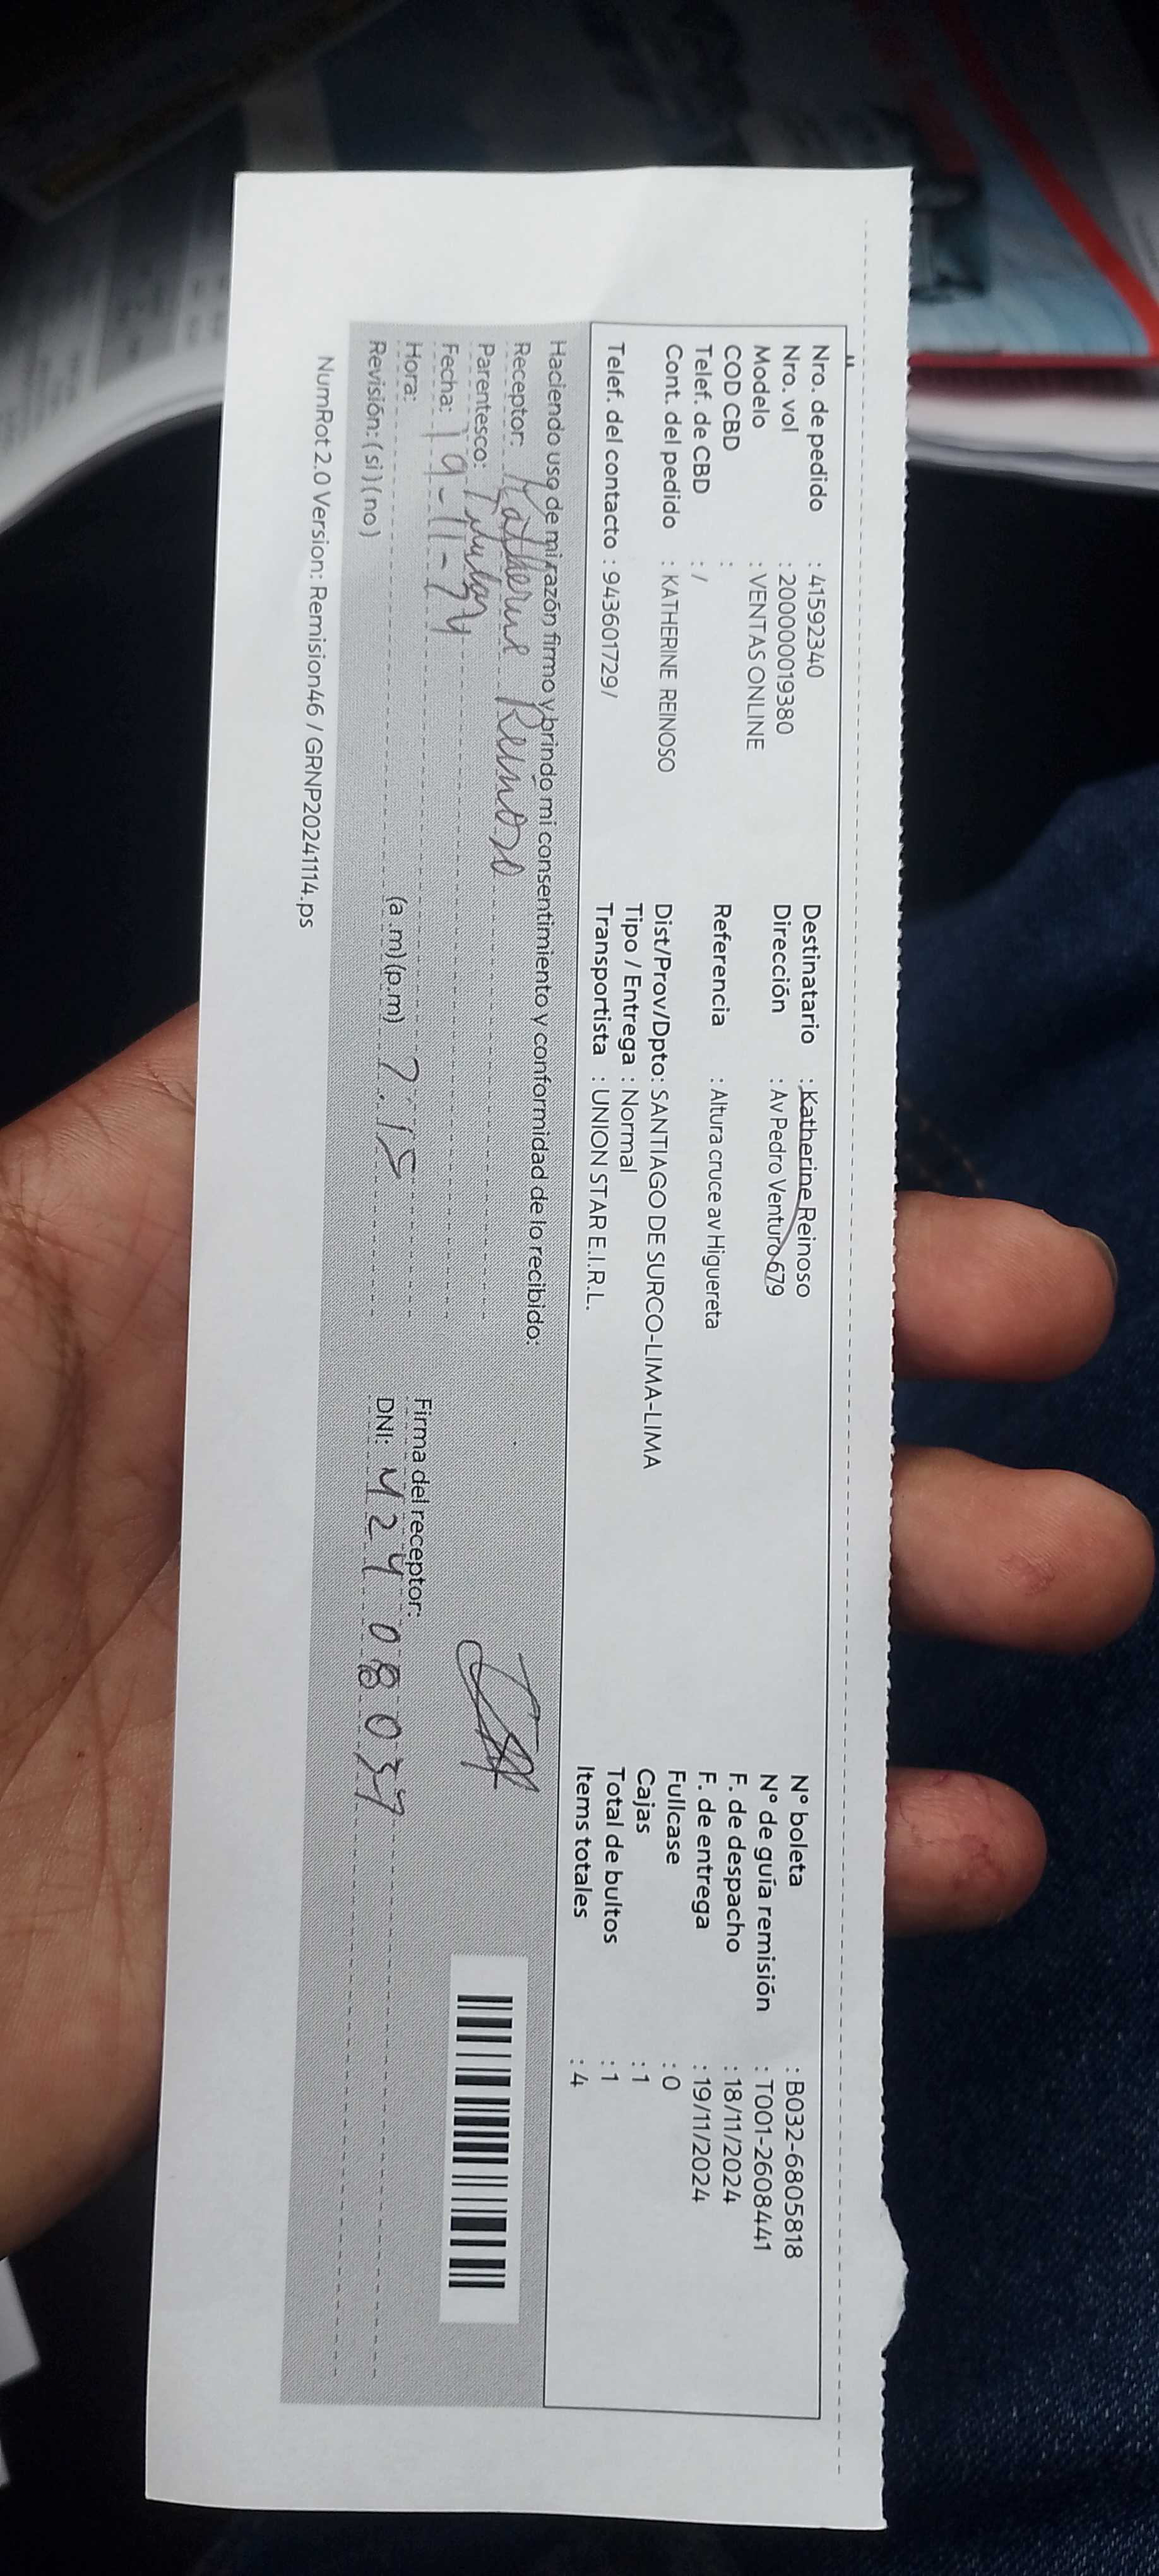 Nro. de pedido : 41592340
Nro. vol : 200000019380
Modelo : VENTAS ONLINE
COD CBD :
Telef. de CBD : /
Cont. del pedido : KATHERINE REINOSO
Telef. del contacto : 943601729/
Destinatario : Katherine Reinoso
Dirección : Av Pedro Venturo 679
Referencia : Altura cruce av Higuereta
Dist/Prov/Dpto: SANTIAGO DE SURCO-LIMA-LIMA
Tipo / Entrega : Normal
Transportista : UNION STAR E.I.R.L.
N° boleta : B032-6805818
N° de guía remisión : T001-2608441
F. de despacho : 18/11/2024
F. de entrega : 19/11/2024
Fullcase : 0
Cajas : 1
Total de bultos : 1
Items totales : 4
Haciendo uso de mi razón firmo y brindo mi consentimiento y conformidad de lo recibido:
Receptor: Katherine Reinoso
Parentesco: Titular
Fecha: 19-11-24
Hora: (a.m)(p.m) 7:15
Revisión: (si) (no)
Firma del receptor:
DNI: 42408037
NumRot 2.0 Version: Remision46 / GRNP20241114.ps